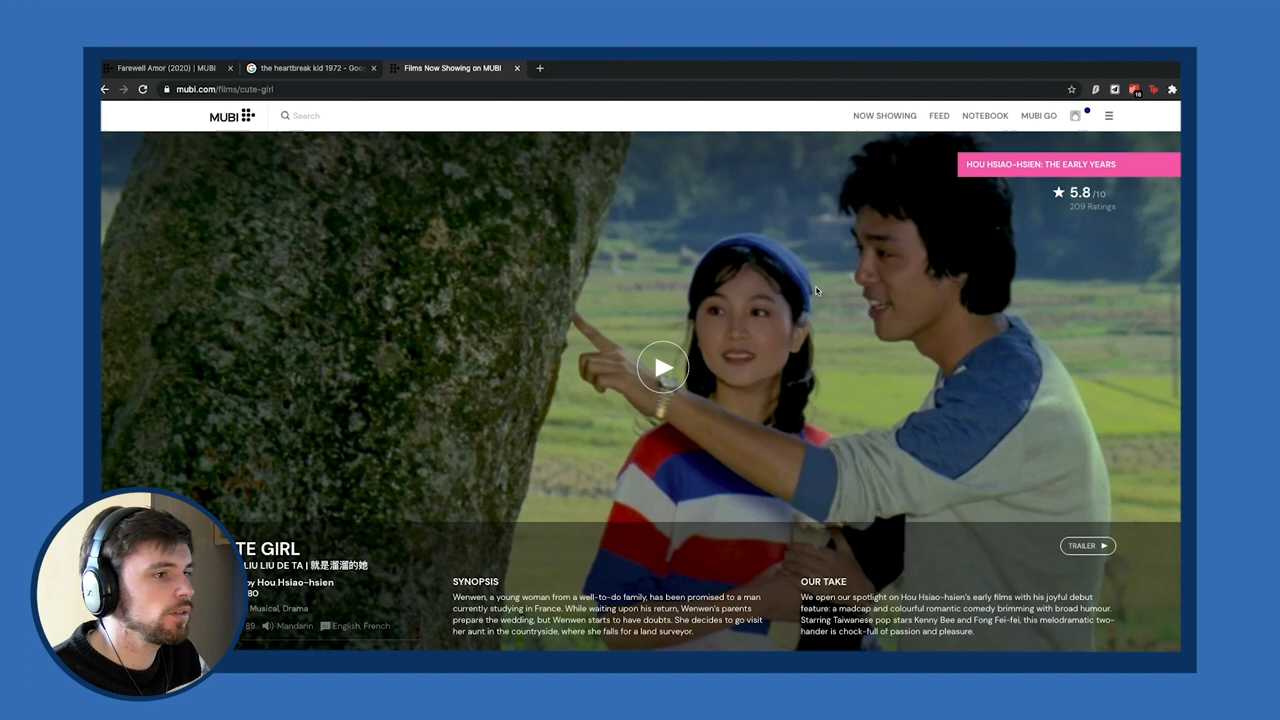 Farewell Amor (2020) | MUBI
the heartbreak kid 1972 - Goo
Films Now Showing on MUBI
mubi.com/films/cute-girl
16
MUBI
Search
NOW SHOWING
FEED
NOTEBOOK
MUBI GO
HOU HSIAO-HSIEN: THE EARLY YEARS
5.8 /10
209 Ratings
TE GIRL
LIU LIU DE TA | 就是溜溜的她
by Hou Hsiao-hsien
80
Musical, Drama
89
Mandarin
English, French
SYNOPSIS
Wenwen, a young woman from a well-to-do family, has been promised to a man
currently studying in France. While waiting upon his return, Wenwen's parents
prepare the wedding, but Wenwen starts to have doubts. She decides to go visit
her aunt in the countryside, where she falls for a land surveyor.
TRAILER
OUR TAKE
We open our spotlight on Hou Hsiao-hsien's early films with his joyful debut
feature: a madcap and colourful romantic comedy brimming with broad humour.
Starring Taiwanese pop stars Kenny Bee and Fong Fei-fei, this melodramatic two-
hander is chock-full of passion and pleasure.